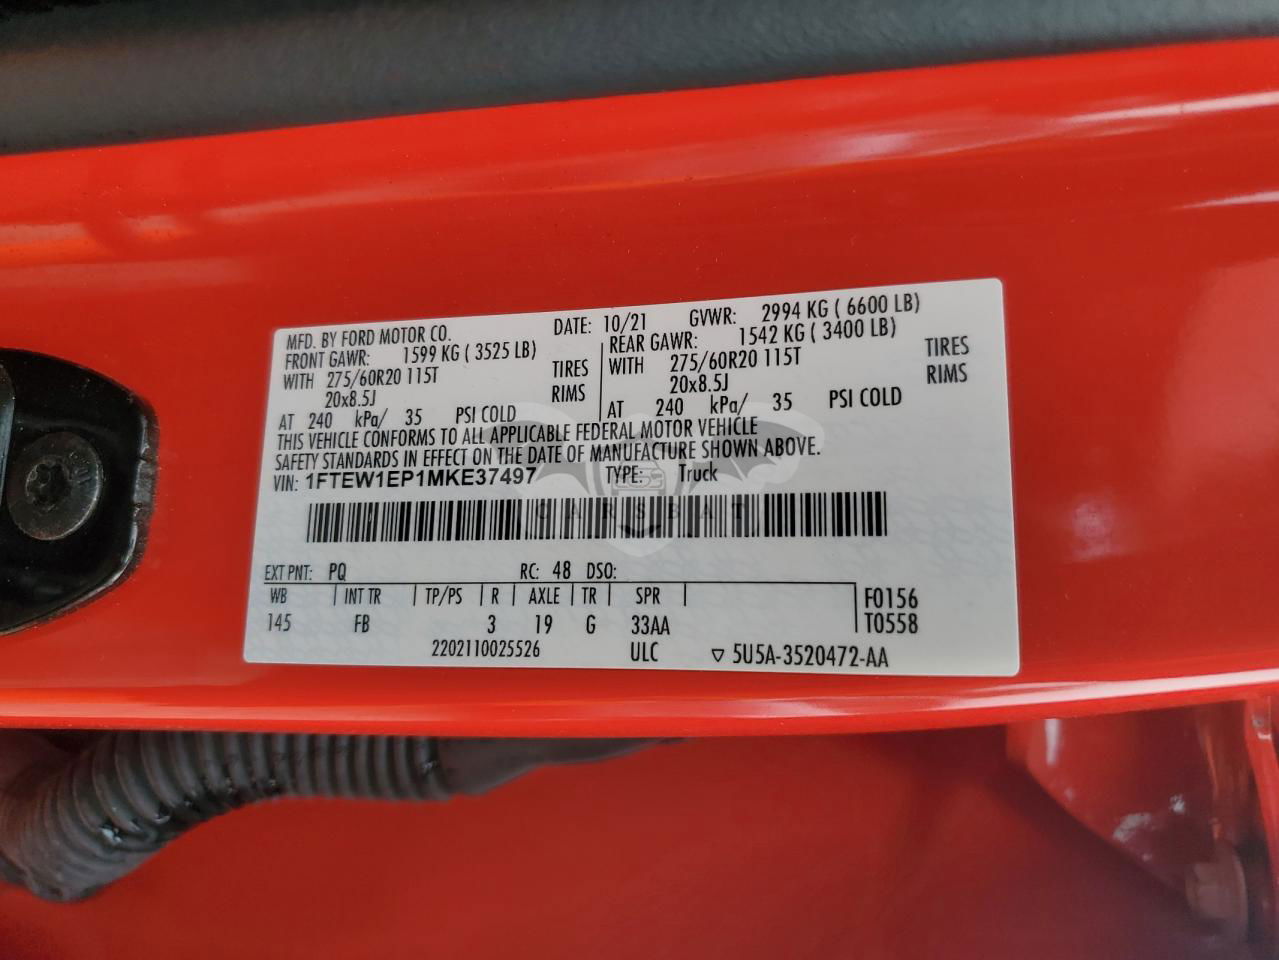 MFD. BY FORD MOTOR CO. DATE: 10/21 GVWR: 2994 KG ( 6600 LB)
FRONT GAWR: 1599 KG ( 3525 LB) REAR GAWR: 1542 KG ( 3400 LB)
WITH 275/60R20 115T TIRES WITH 275/60R20 115T TIRES
20x8.5J RIMS 20x8.5J RIMS
AT 240 kPa/ 35 PSI COLD AT 240 kPa/ 35 PSI COLD
THIS VEHICLE CONFORMS TO ALL APPLICABLE FEDERAL MOTOR VEHICLE
SAFETY STANDARDS IN EFFECT ON THE DATE OF MANUFACTURE SHOWN ABOVE.
VIN: 1FTEW1EP1MKE37497 TYPE: Truck
CARSBAT
EXT PNT: PQ RC: 48 DSO:
WB INT TR TP/PS R AXLE TR SPR F0156
145 FB 3 19 G 33AA T0558
2202110025526 ULC ▽ 5U5A-3520472-AA